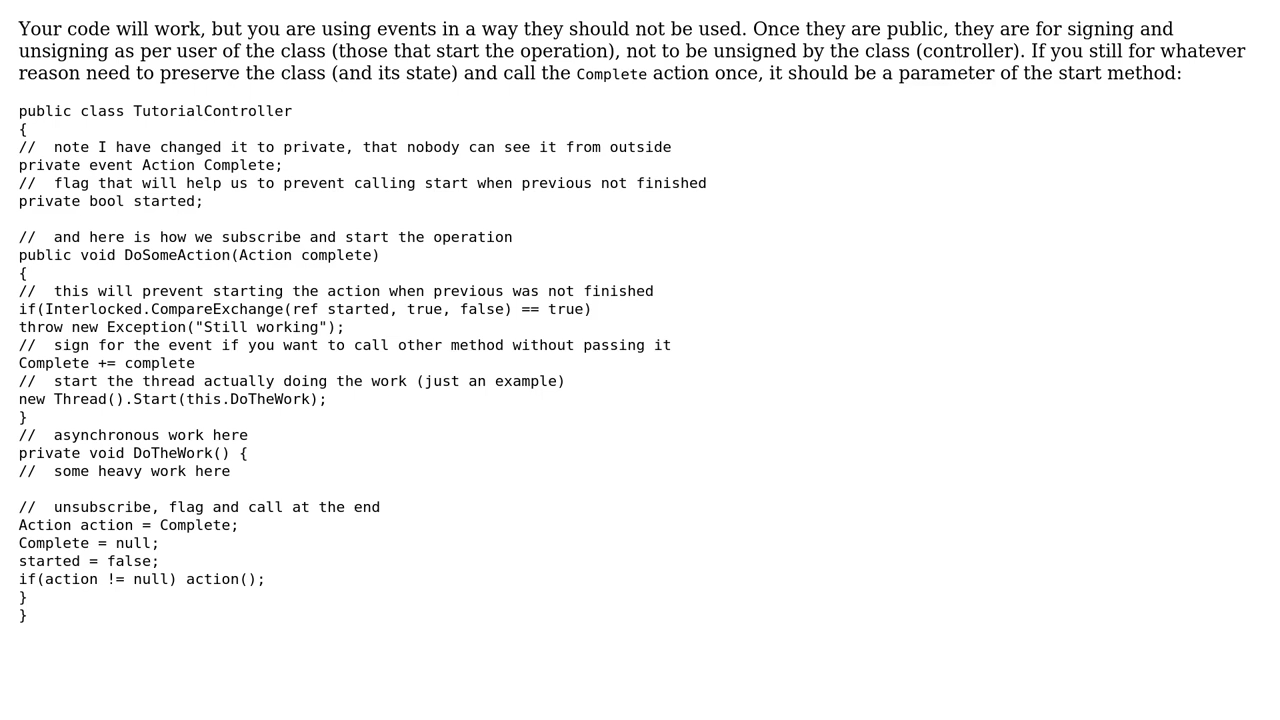 Your code will work, but you are using events in a way they should not be used. Once they are public, they are for signing and
unsigning as per user of the class (those that start the operation), not to be unsigned by the class (controller). If you still for whatever
reason need to preserve the class (and its state) and call the Complete action once, it should be a parameter of the start method:
public class TutorialController
{
//  note I have changed it to private, that nobody can see it from outside
private event Action Complete;
//  flag that will help us to prevent calling start when previous not finished
private bool started;
//  and here is how we subscribe and start the operation
public void DoSomeAction(Action complete)
{
//  this will prevent starting the action when previous was not finished
if(Interlocked.CompareExchange(ref started, true, false) == true)
throw new Exception("Still working");
//  sign for the event if you want to call other method without passing it
Complete += complete
//  start the thread actually doing the work (just an example)
new Thread().Start(this.DoTheWork);
}
//  asynchronous work here
private void DoTheWork() {
//  some heavy work here
//  unsubscribe, flag and call at the end
Action action = Complete;
Complete = null;
started = false;
if(action != null) action();
}
}